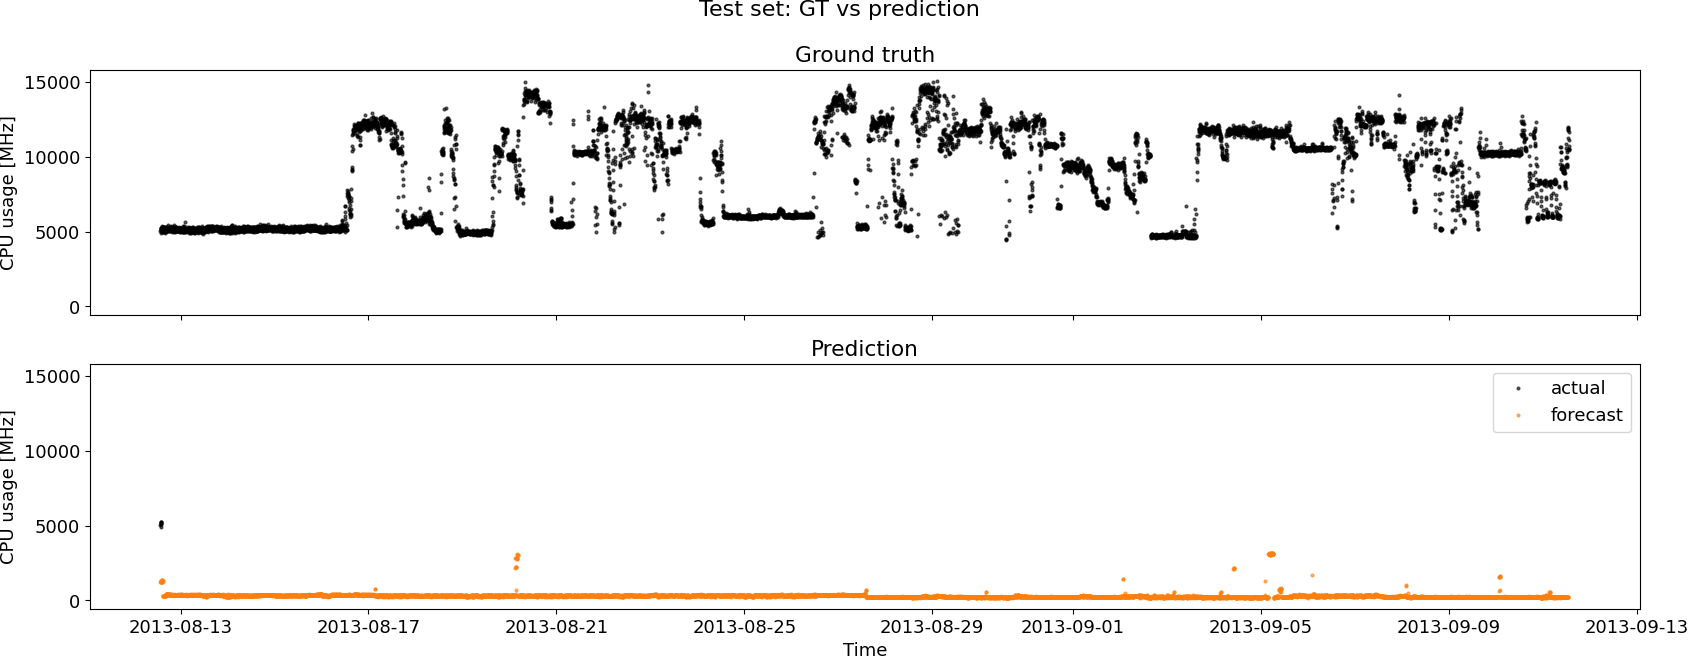 Test set: GT vs prediction
Ground truth
CPU usage [MHz]
15000
10000
5000
0
Prediction
CPU usage [MHz]
15000
10000
5000
0
actual
forecast
2013-08-13 2013-08-17 2013-08-21 2013-08-25 2013-08-29 2013-09-01 2013-09-05 2013-09-09 2013-09-13
Time